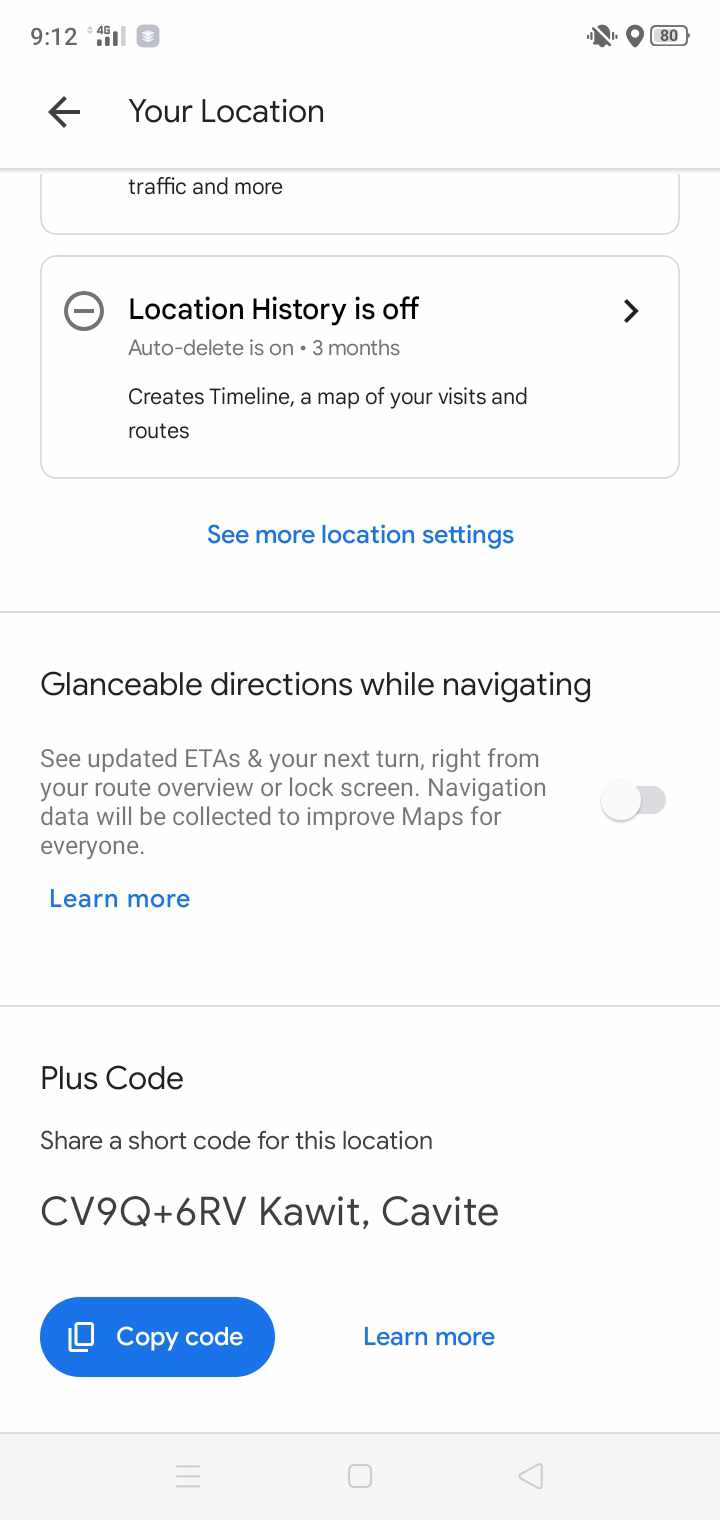 9:12 4G 80
Your Location
traffic and more
Location History is off
Auto-delete is on • 3 months
Creates Timeline, a map of your visits and
routes
See more location settings
Glanceable directions while navigating
See updated ETAs & your next turn, right from
your route overview or lock screen. Navigation
data will be collected to improve Maps for
everyone.
Learn more
Plus Code
Share a short code for this location
CV9Q+6RV Kawit, Cavite
Copy code Learn more